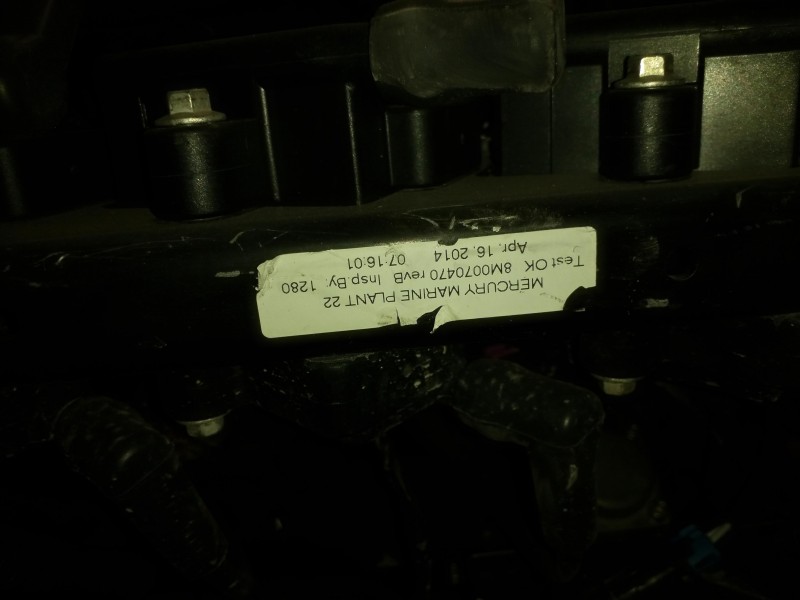 MERCURY MARINE PLANT 22
Test OK 8M0070470 revB Insp.By: 1280
Apr. 16, 2014 07:16:01